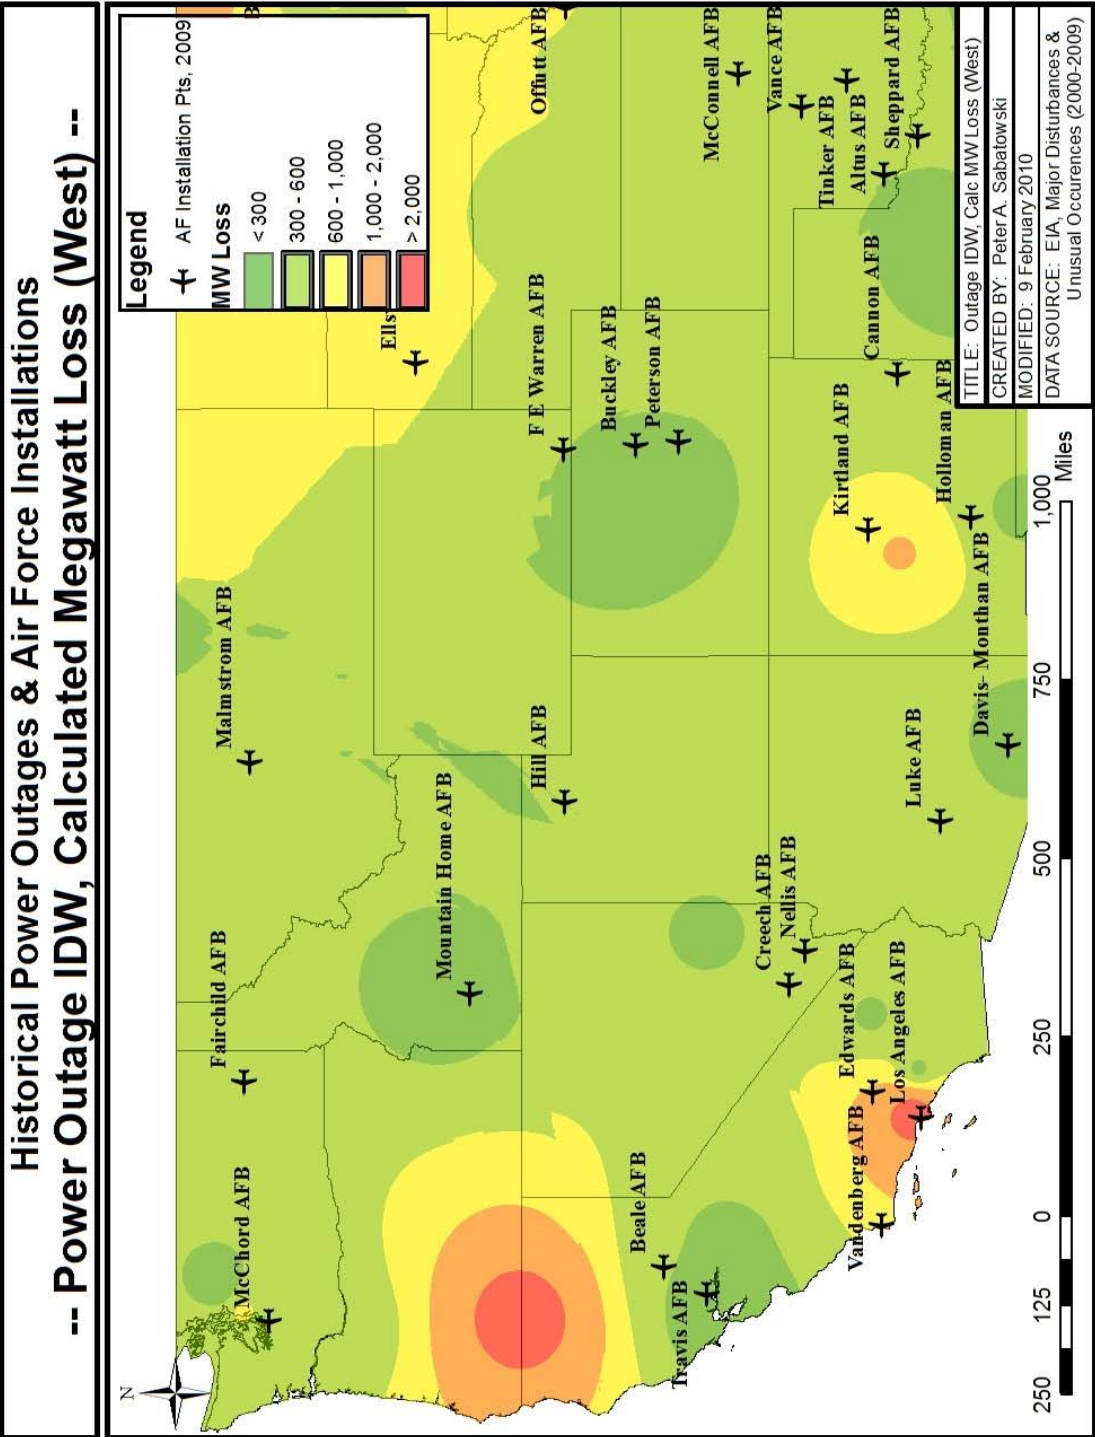 Historical Power Outages & Air Force Installations
-- Power Outage IDW, Calculated Megawatt Loss (West) --
N
McChord AFB
Fairchild AFB
Malmstrom AFB
B
Ells
Legend
AF Installation Pts, 2009
MW Loss
< 300
300 - 600
600 - 1,000
1,000 - 2,000
> 2,000
Mountain Home AFB
Hill AFB
F E Warren AFB
Offutt AFB
Beale AFB
Buckley AFB
Travis AFB
Peterson AFB
McConnell AFB
Creech AFB
Nellis AFB
Vance AFB
Tinker AFB
Vandenberg AFB
Edwards AFB
Kirtland AFB
Cannon AFB
Altus AFB
Los Angeles AFB
Luke AFB
Holloman AFB
Sheppard AFB
Davis- Monthan AFB
250 125 0 250 500 750 1,000
Miles
TITLE: Outage IDW, Calc MW Loss (West)
CREATED BY: Peter A. Sabatowski
MODIFIED: 9 February 2010
DATA SOURCE: EIA, Major Disturbances &
Unusual Occurences (2000-2009)